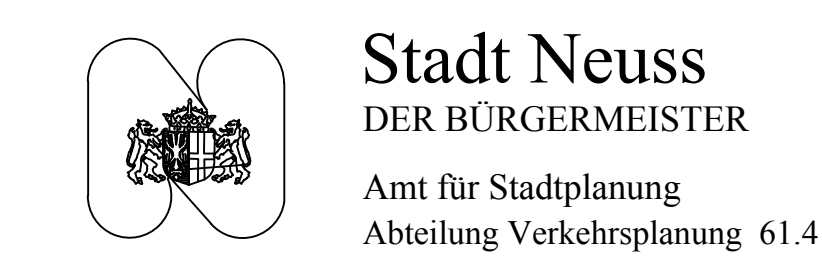 Stadt Neuss
DER BÜRGERMEISTER
Amt für Stadtplanung
Abteilung Verkehrsplanung 61.4